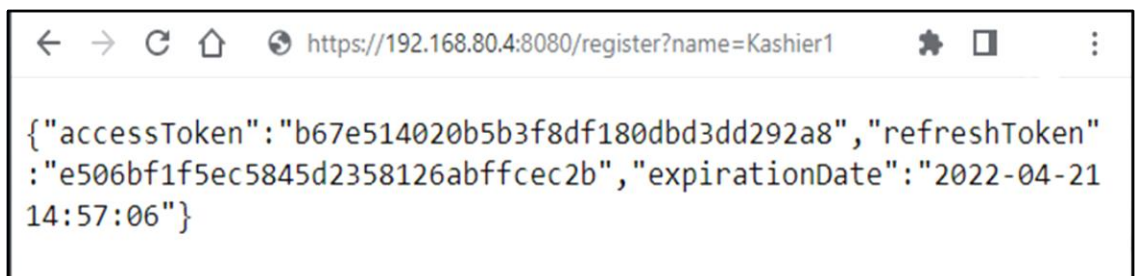 https://192.168.80.4:8080/register?name=Kashier1
{"accessToken":"b67e514020b5b3f8df180dbd3dd292a8","refreshToken"
:"e506bf1f5ec5845d2358126abffcec2b","expirationDate":"2022-04-21
14:57:06"}